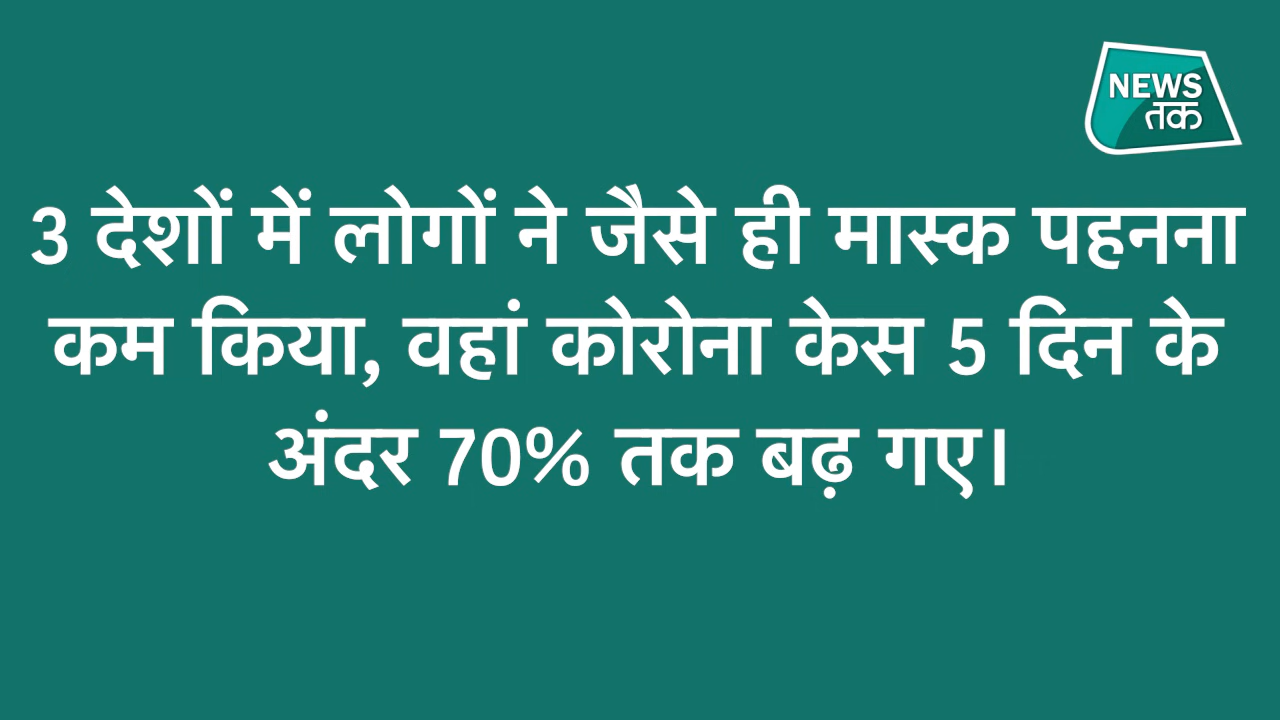 NEWS
तक
3 देशों में लोगों ने जैसे ही मास्क पहनना
कम किया, वहां कोरोना केस 5 दिन के
अंदर 70% तक बढ़ गए।